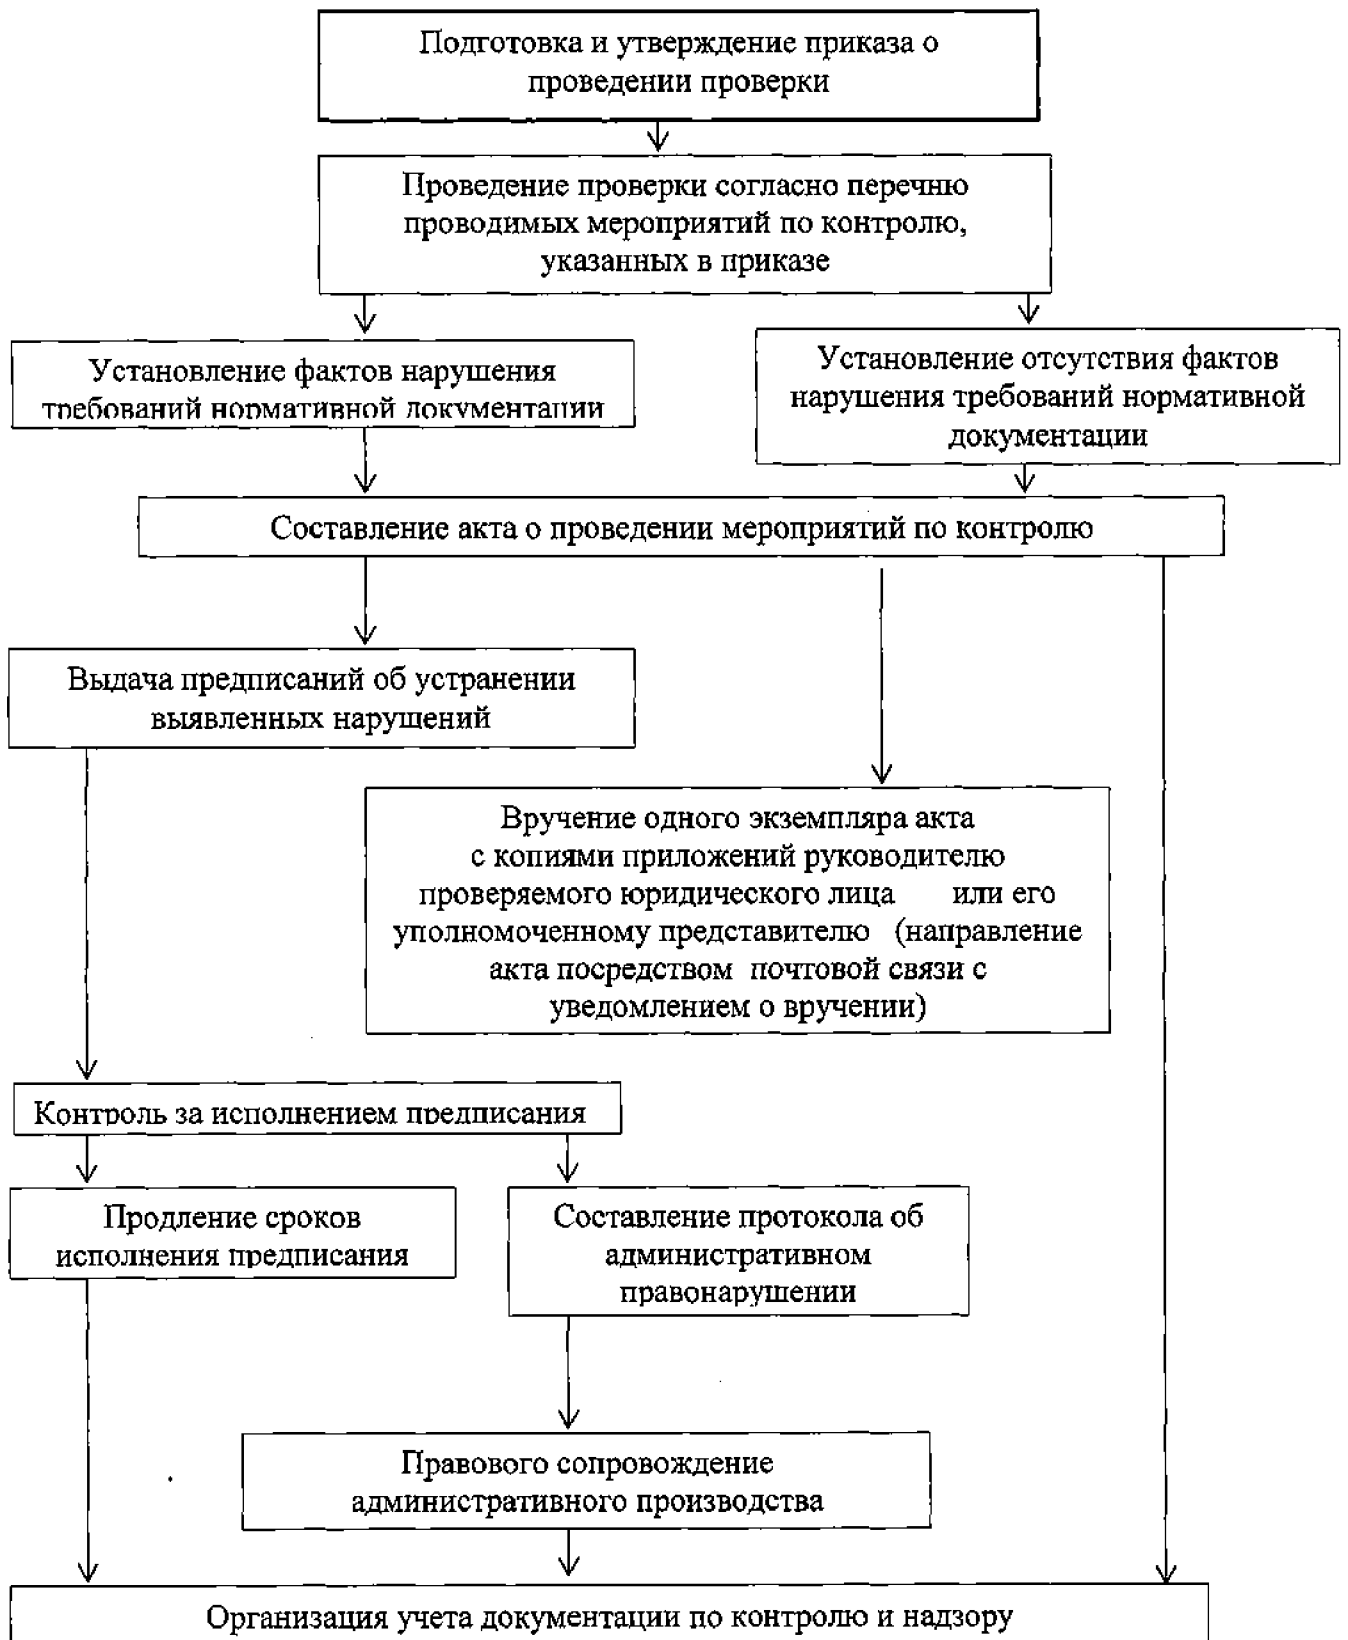 Подготовка и утверждение приказа о
проведении проверки
Проведение проверки согласно перечню
проводимых мероприятий по контролю,
указанных в приказе
Установление фактов нарушения
требований нормативной документации
Установление отсутствия фактов
нарушения требований нормативной
документации
Составление акта о проведении мероприятий по контролю
Выдача предписаний об устранении
выявленных нарушений
Вручение одного экземпляра акта
с копиями приложений руководителю
проверяемого юридического лица или его
уполномоченному представителю (направление
акта посредством почтовой связи с
уведомлением о вручении)
Контроль за исполнением предписания
Продление сроков
исполнения предписания
Составление протокола об
административном
правонарушении
Правового сопровождение
административного производства
Организация учета документации по контролю и надзору